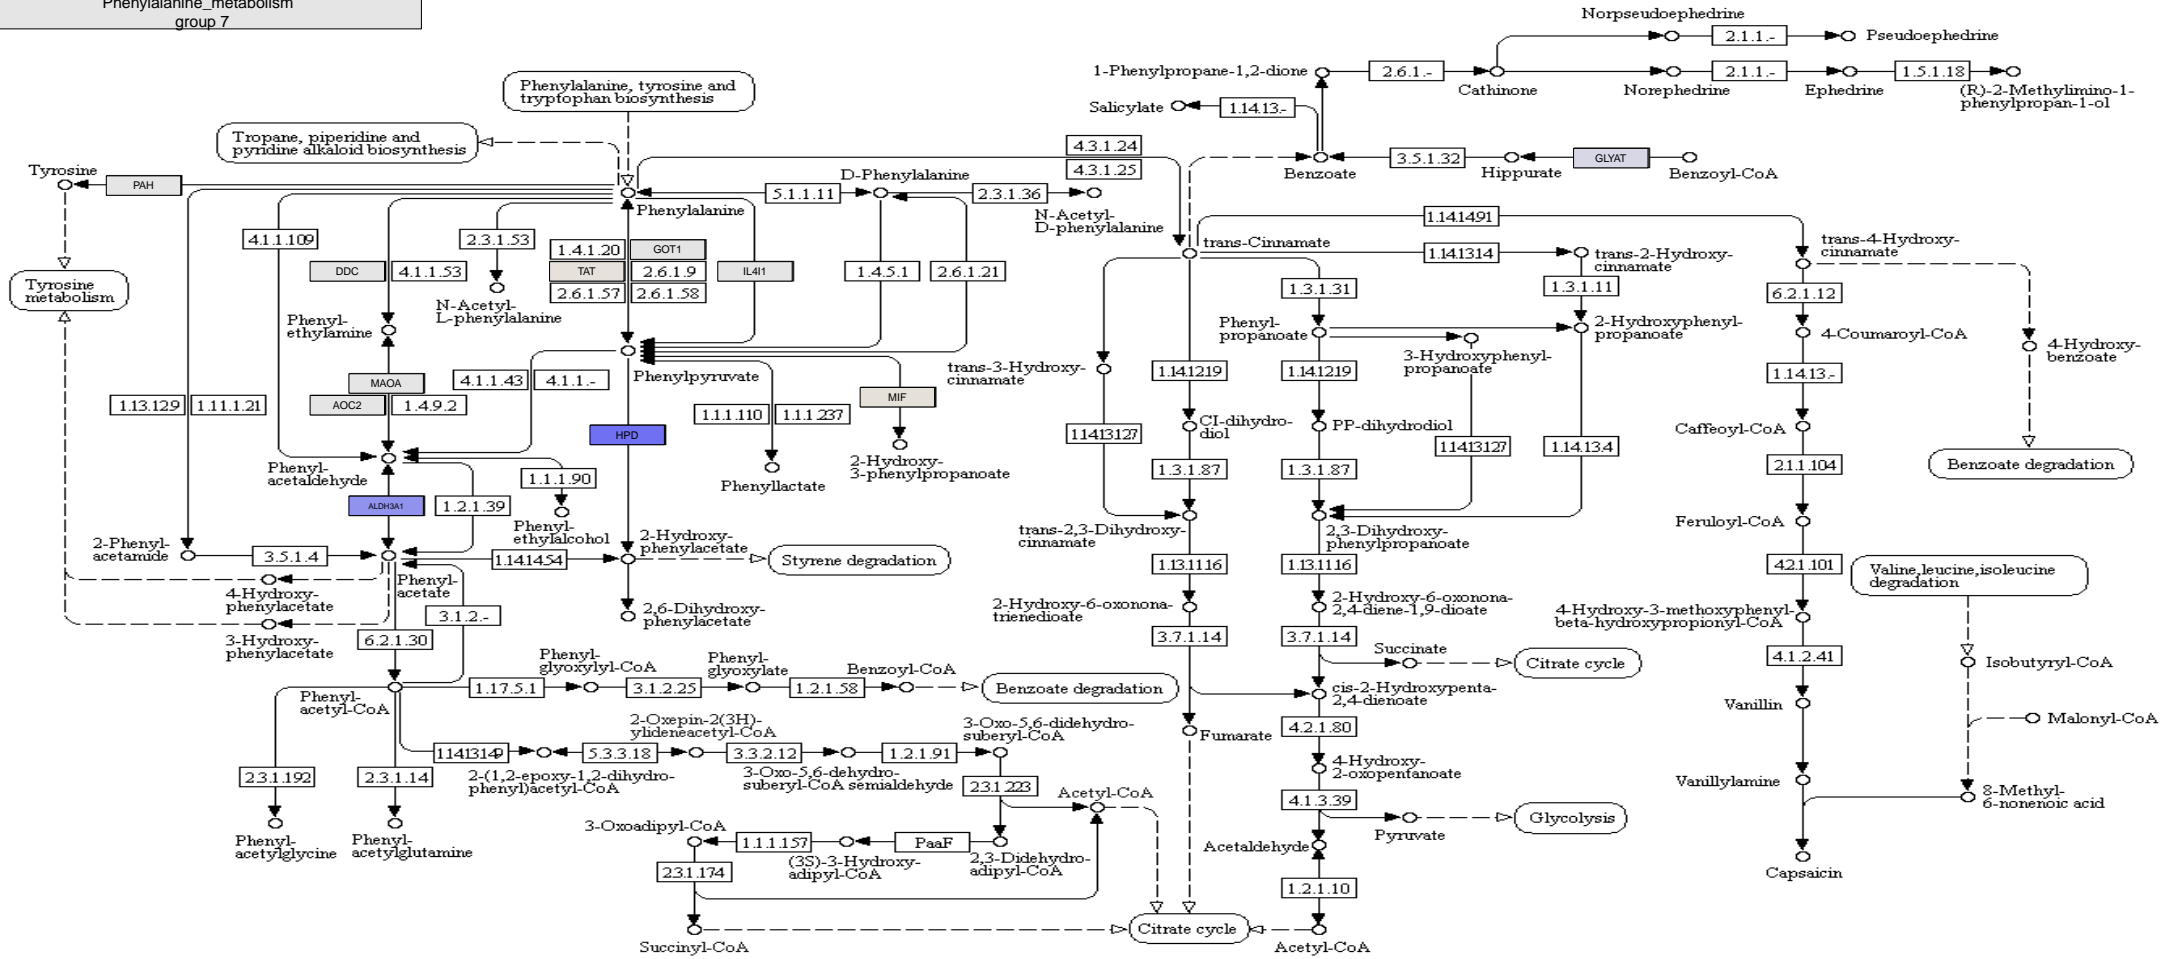 Phenylalanine_metabolism
group 7
Norpseudoephedrine
2.1.1.-
Pseudoephedrine
1-Phenylpropane-1,2-dione
2.6.1.-
Cathinone
2.1.1.-
Norephedrine
Ephedrine
1.5.1.18
(R)-2-Methylimino-1-
phenylpropan-1-ol
Salicylate
1.14.13.-
Phenylalanine, tyrosine and
tryptophan biosynthesis
Tropane, piperidine and
pyridine alkaloid biosynthesis
4.3.1.24
4.3.1.25
Benzoate
3.5.1.32
Hippurate
GLYAT
Benzoyl-CoA
Tyrosine
PAH
Phenylalanine
5.1.1.11
D-Phenylalanine
2.3.1.36
N-Acetyl-
D-phenylalanine
4.1.1.109
2.3.1.53
1.4.1.20
GOT1
DDC
4.1.1.53
TAT
2.6.1.9
IL4I1
1.4.5.1
2.6.1.21
2.6.1.57
2.6.1.58
N-Acetyl-
L-phenylalanine
Tyrosine
metabolism
Phenyl-
ethylamine
trans-Cinnamate
1.14.14.91
1.14.13.14
trans-2-Hydroxy-
cinnamate
trans-4-Hydroxy-
cinnamate
1.3.1.31
1.3.1.11
6.2.1.12
Phenyl-
propanoate
2-Hydroxyphenyl-
propanoate
4-Coumaroyl-CoA
4-Hydroxy-
benzoate
3-Hydroxyphenyl-
propanoate
trans-3-Hydroxy-
cinnamate
1.14.12.19
1.14.12.19
1.14.13.-
MAOA
4.1.1.43
4.1.1.-
Phenylpyruvate
1.13.12.9
1.11.1.21
AOC2
1.4.9.2
1.1.1.110
1.1.1.237
MIF
HPD
CI-dihydro-
diol
PP-dihydrodiol
Caffeoyl-CoA
1.14.13.127
1.14.13.127
1.14.13.4
Phenyl-
acetaldehyde
1.1.1.90
Phenyllactate
2-Hydroxy-
3-phenylpropanoate
1.3.1.87
1.3.1.87
2.1.1.104
Benzoate degradation
ALDH3A1
1.2.1.39
Phenyl-
ethylalcohol
trans-2,3-Dihydroxy-
cinnamate
2,3-Dihydroxy-
phenylpropanoate
Feruloyl-CoA
2-Phenyl-
acetamide
3.5.1.4
1.14.14.54
2-Hydroxy-
phenylacetate
Styrene degradation
1.13.11.16
1.13.11.16
4.2.1.101
Valine,leucine,isoleucine
degradation
4-Hydroxy-
phenylacetate
Phenyl-
acetate
3.1.2.-
2,6-Dihydroxy-
phenylacetate
2-Hydroxy-6-oxonona-
trienedioate
2-Hydroxy-6-oxonona-
2,4-diene-1,9-dioate
4-Hydroxy-3-methoxyphenyl-
beta-hydroxypropionyl-CoA
3-Hydroxy-
phenylacetate
6.2.1.30
3.7.1.14
3.7.1.14
Succinate
Citrate cycle
4.1.2.41
Isobutyryl-CoA
Phenyl-
acetyl-CoA
1.17.5.1
Phenyl-
glyoxylyl-CoA
3.1.2.25
Phenyl-
glyoxylate
1.2.1.58
Benzoyl-CoA
Benzoate degradation
cis-2-Hydroxypenta-
2,4-dienoate
Vanillin
Malonyl-CoA
2-Oxepin-2(3H)-
ylideneacetyl-CoA
3-Oxo-5,6-didehydro-
suberyl-CoA
Fumarate
4.2.1.80
1.14.13.149
5.3.3.18
3.3.2.12
1.2.1.91
2.3.1.192
2.3.1.14
2-(1,2-epoxy-1,2-dihydro-
phenyl)acetyl-CoA
3-Oxo-5,6-dehydro-
suberyl-CoA semialdehyde
2.3.1.223
4-Hydroxy-
2-oxopentanoate
Vanillylamine
8-Methyl-
6-nonenoic acid
Acetyl-CoA
4.1.3.39
Pyruvate
Glycolysis
Phenyl-
acetylglycine
Phenyl-
acetylglutamine
3-Oxoadipyl-CoA
1.1.1.157
(3S)-3-Hydroxy-
adipyl-CoA
PaaF
2,3-Didehydro-
adipyl-CoA
Acetaldehyde
2.3.1.174
1.2.1.10
Capsaicin
Succinyl-CoA
Citrate cycle
Acetyl-CoA